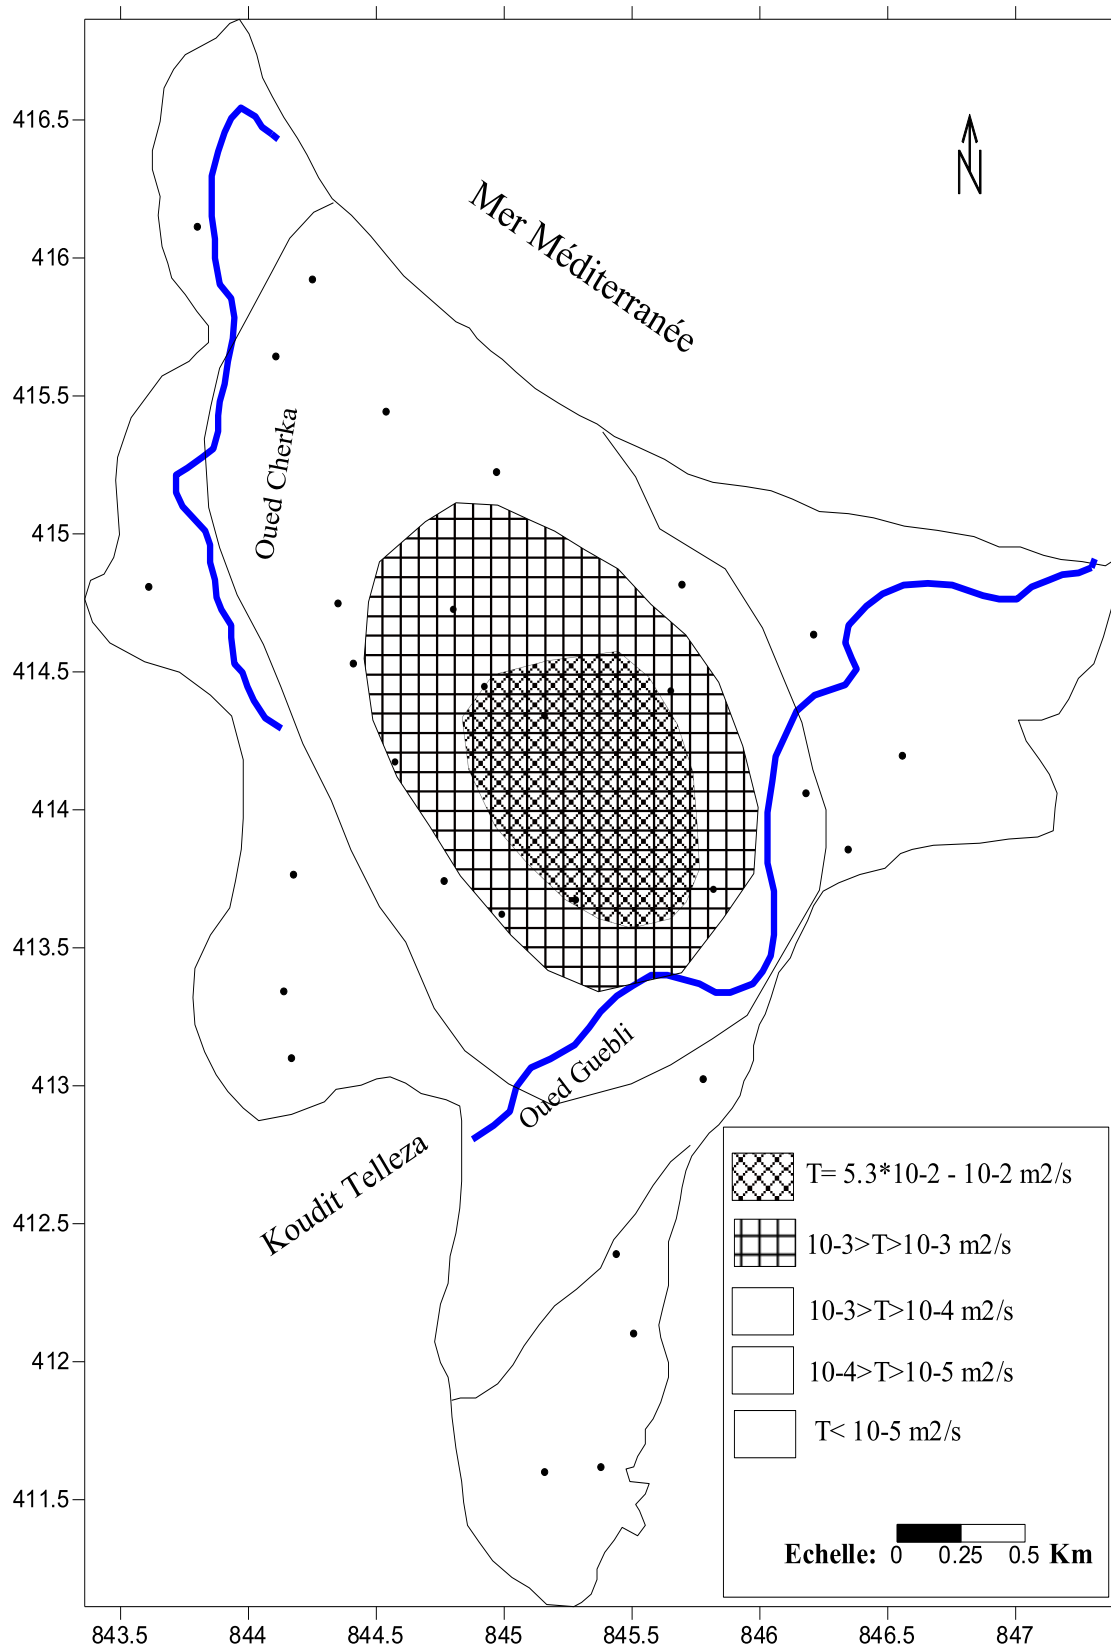 416.5
416
415.5
415
414.5
414
413.5
413
412.5
412
411.5
N
Mer Méditerranée
Oued Cherka
Oued Guebli
Koudit Telleza
T= 5.3*10-2 - 10-2 m2/s
10-3>T>10-3 m2/s
10-3>T>10-4 m2/s
10-4>T>10-5 m2/s
T< 10-5 m2/s
Echelle: 0 0.25 0.5 Km
843.5 844 844.5 845 845.5 846 846.5 847